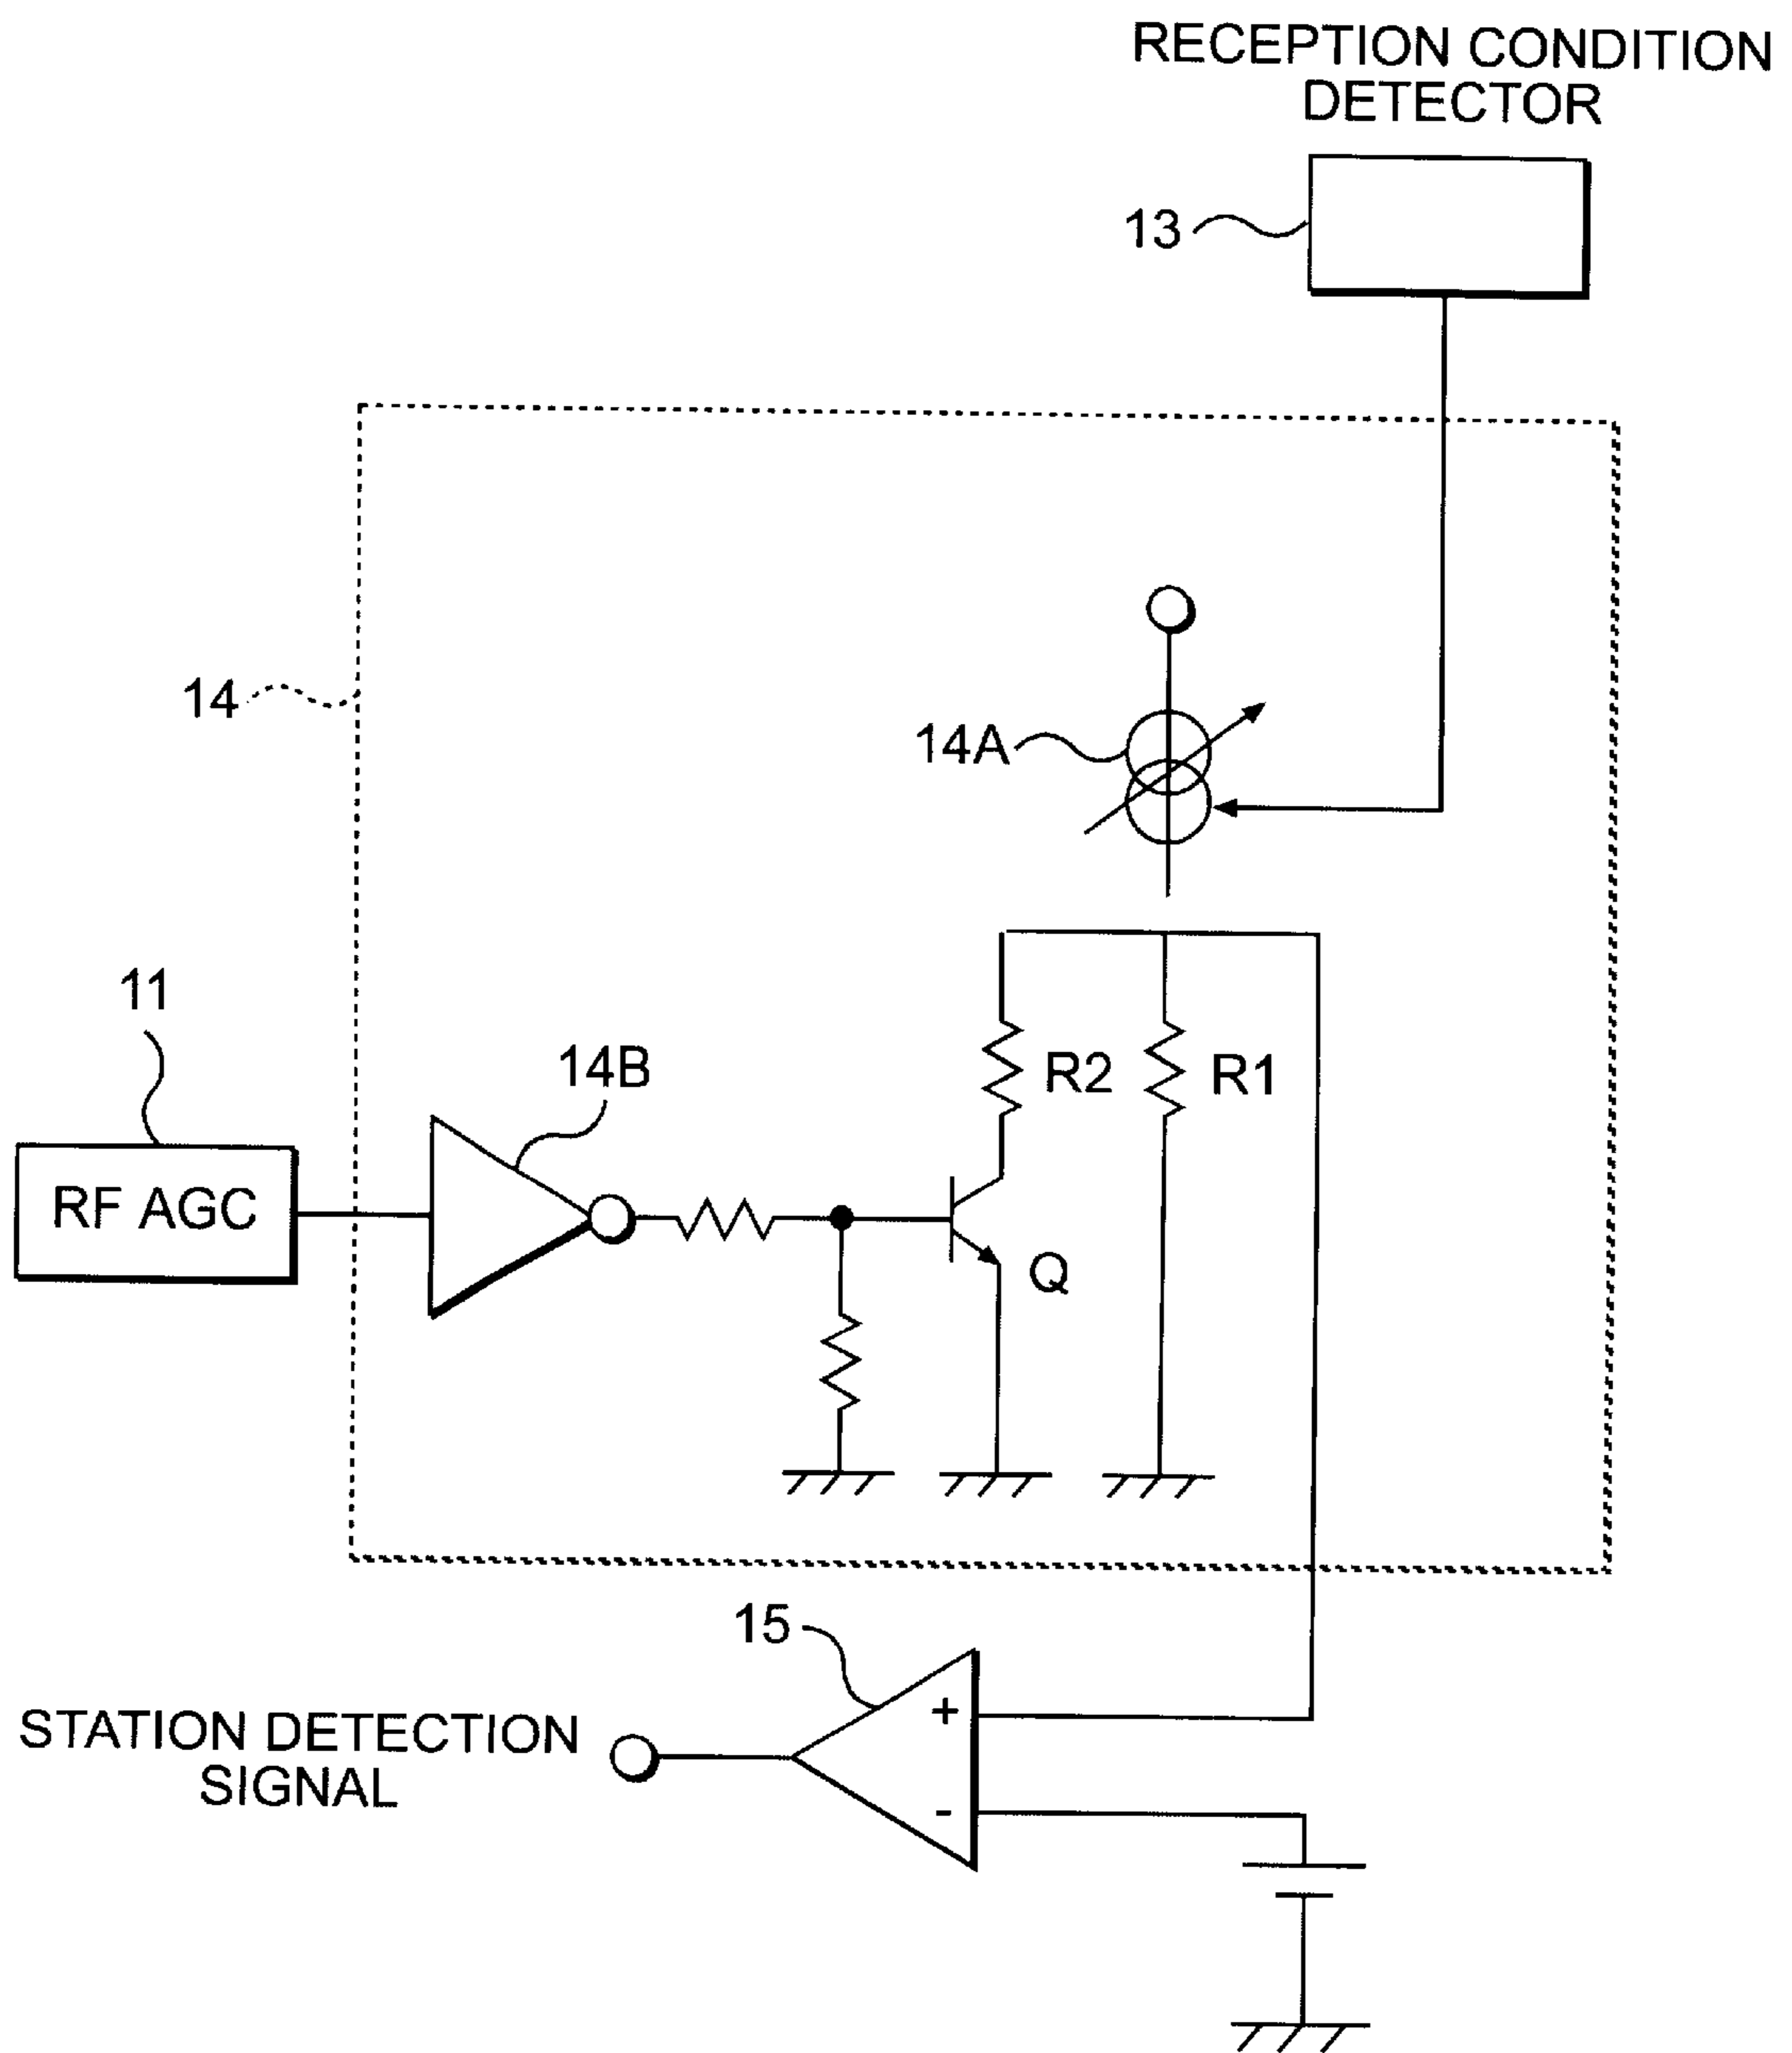 RECEPTION CONDITION
DETECTOR
13
14
14A
11
14B
R2
R1
RF AGC
Q
15
+
STATION DETECTION
SIGNAL
-